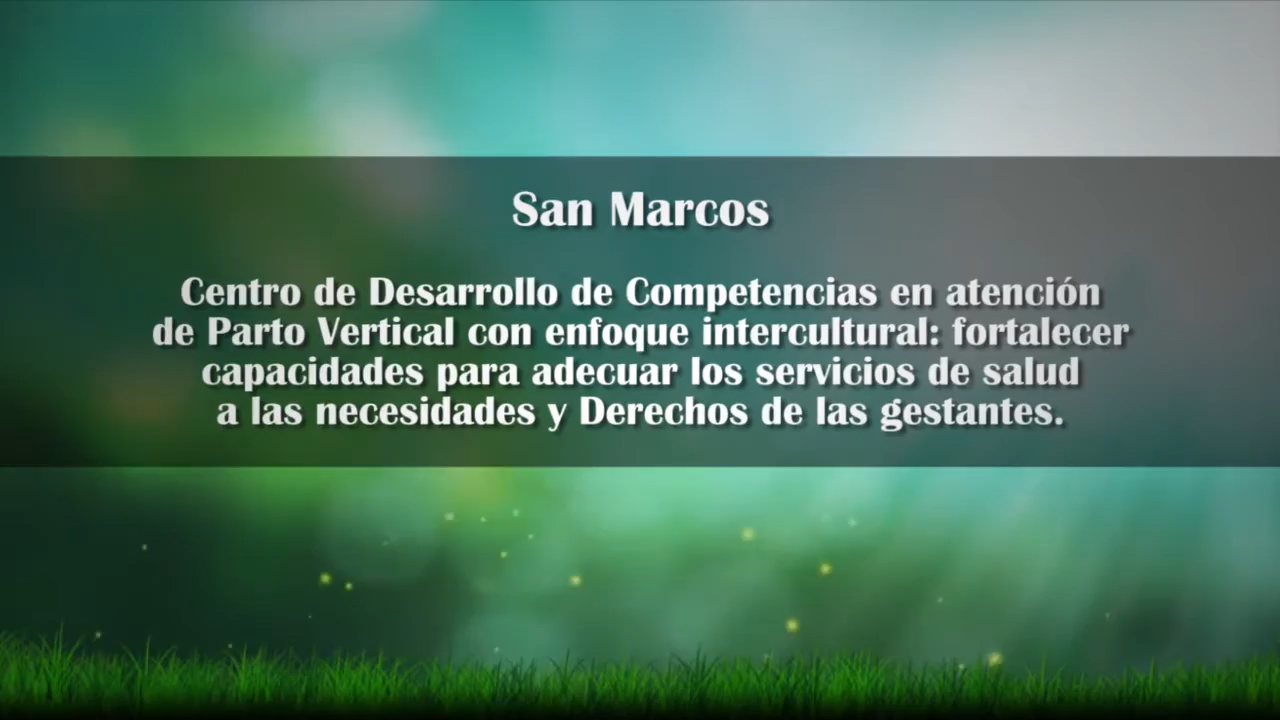 San Marcos
Centro de Desarrollo de Competencias en atención
de Parto Vertical con enfoque intercultural: fortalecer
capacidades para adecuar los servicios de salud
a las necesidades y Derechos de las gestantes.